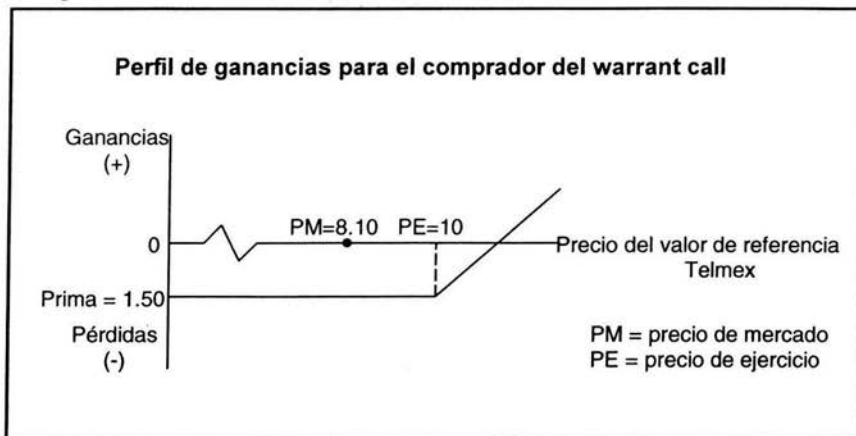 Perfil de ganancias para el comprador del warrant call
Ganancias
(+)
PM=8.10 PE=10
0
Precio del valor de referencia
Telmex
Prima = 1.50
Pérdidas
(-)
PM = precio de mercado
PE = precio de ejercicio